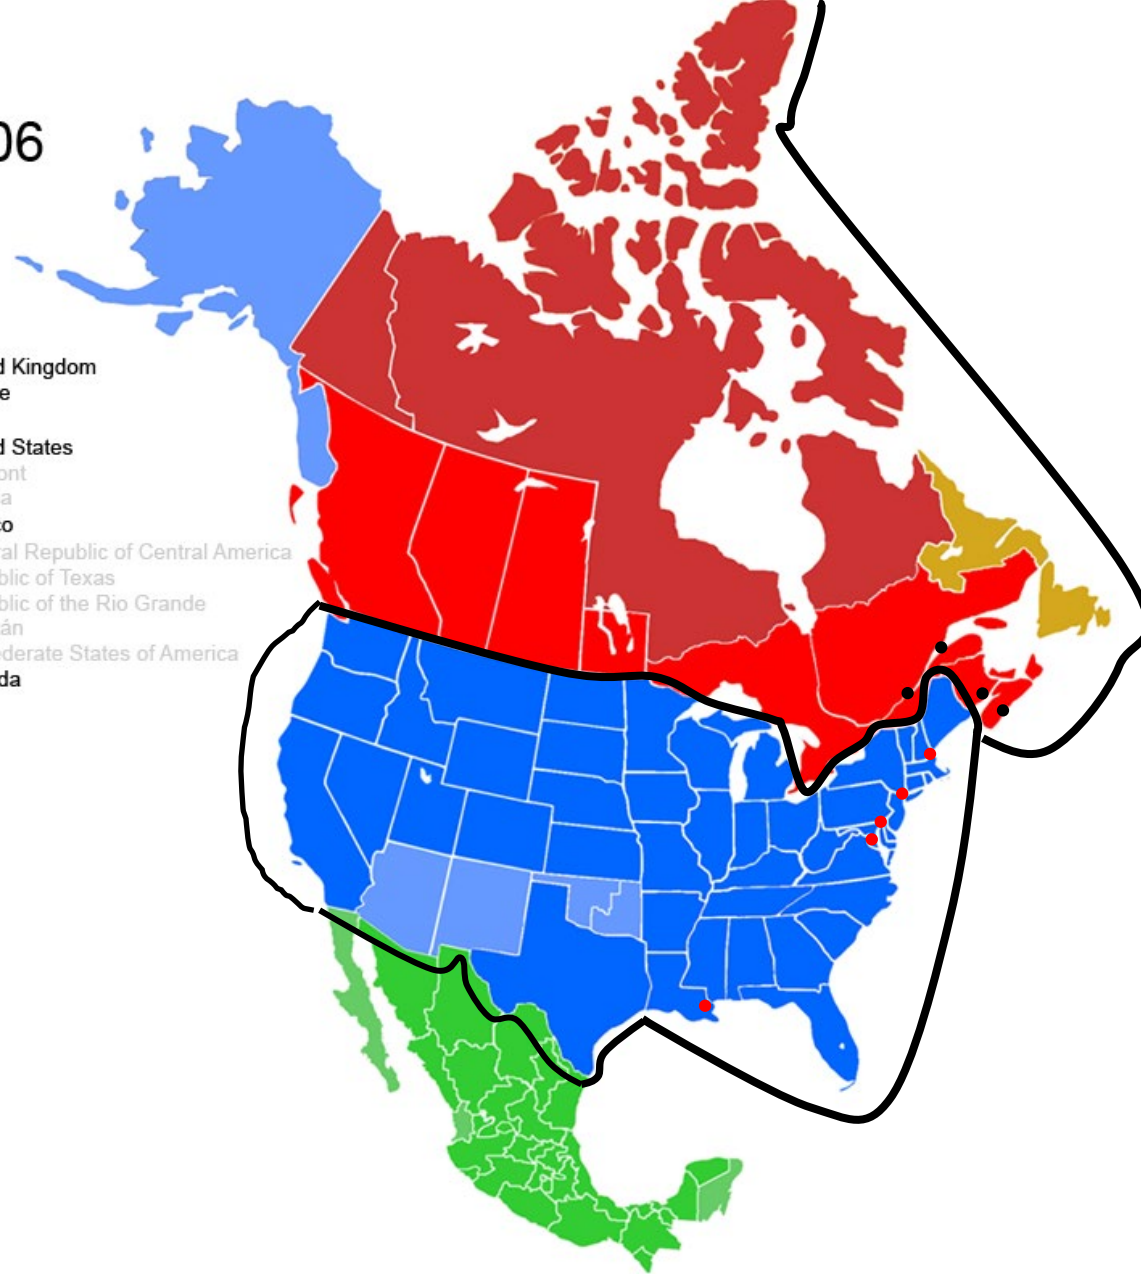 06
d Kingdom
e
d States
ont
a
co
al Republic of Central America
blic of Texas
blic of the Rio Grande
án
ederate States of America
da